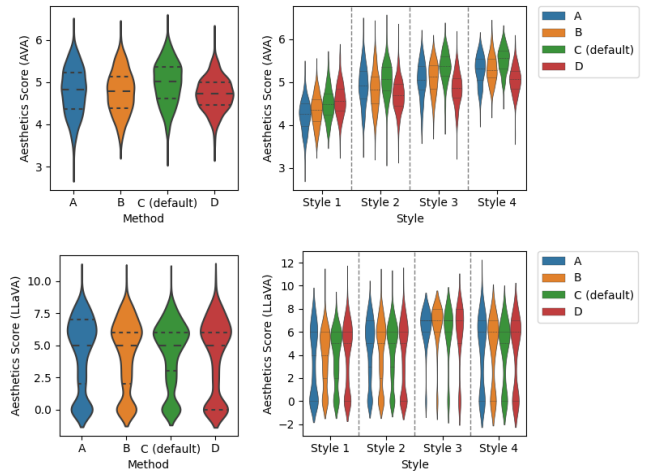 Aesthetics Score (AVA)
6
5
4
3
A B C (default) D
Method
Aesthetics Score (AVA)
6
5
4
3
Style 1 Style 2 Style 3 Style 4
Style
A
B
C (default)
D
Aesthetics Score (LLaVA)
10.0
7.5
5.0
2.5
0.0
A B C (default) D
Method
Aesthetics Score (LLaVA)
12
10
8
6
4
2
0
−2
Style 1 Style 2 Style 3 Style 4
Style
A
B
C (default)
D